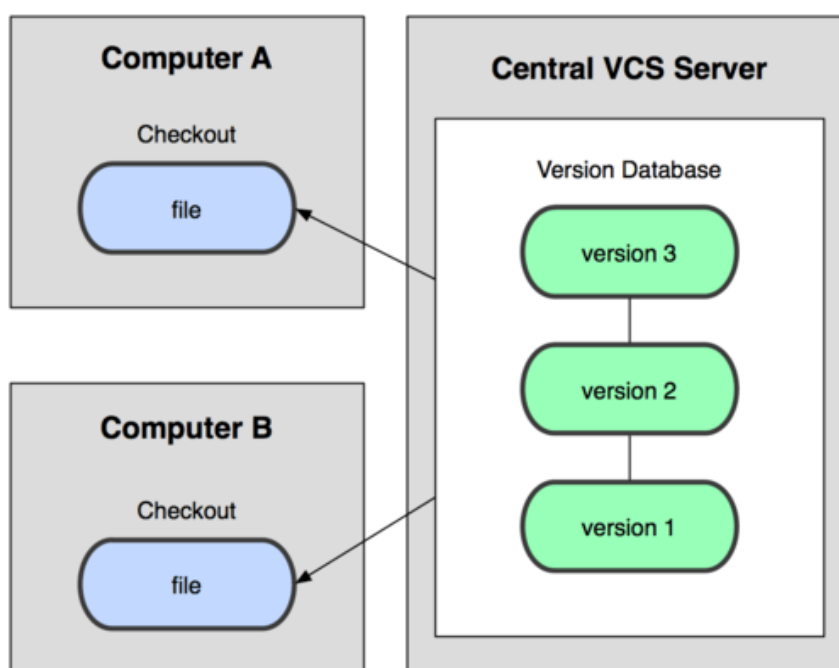 Computer A
Checkout
file
Computer B
Checkout
file
Central VCS Server
Version Database
version 3
version 2
version 1